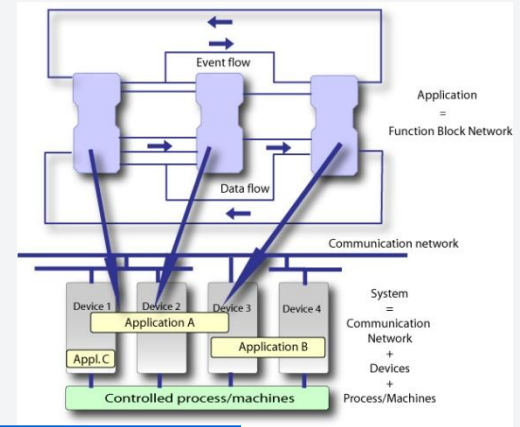 Event flow
Application
=
Function Block Network
Data flow
Communication network
Device 1
Device 2
Device 3
Device 4
Application A
Application B
Appl.C
Controlled process/machines
System
=
Communication
Network
+
Devices
+
Process/Machines